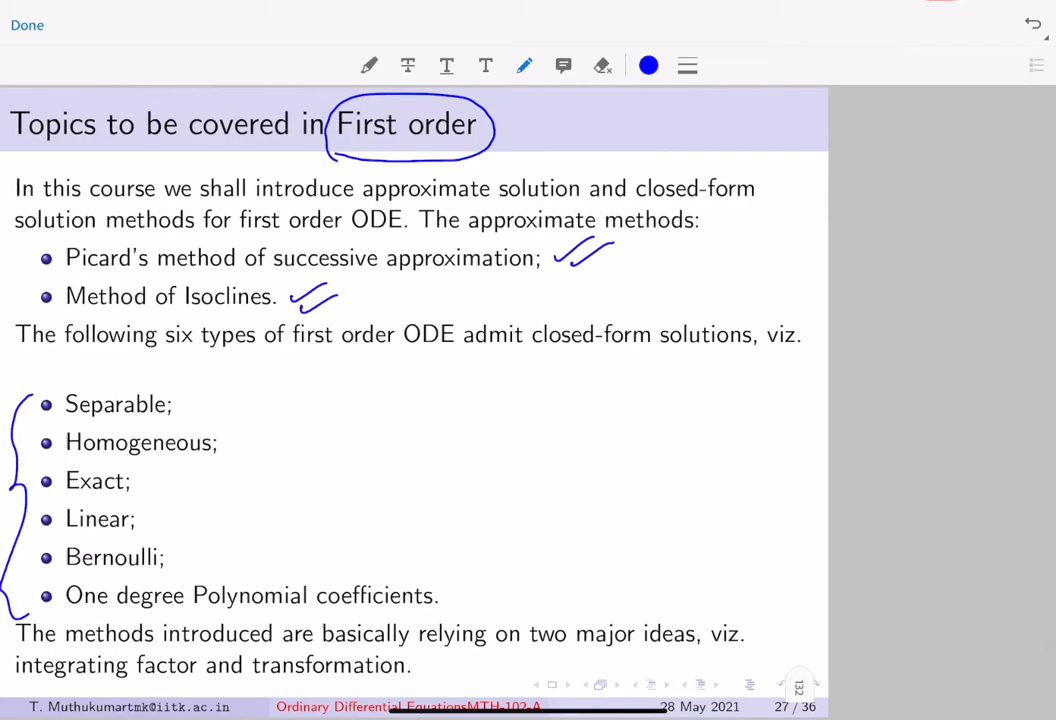 Done
Topics to be covered in First order
In this course we shall introduce approximate solution and closed-form
solution methods for first order ODE. The approximate methods:
Picard's method of successive approximation;
Method of Isoclines.
The following six types of first order ODE admit closed-form solutions, viz.
Separable;
Homogeneous;
Exact;
Linear;
Bernoulli;
One degree Polynomial coefficients.
The methods introduced are basically relying on two major ideas, viz.
integrating factor and transformation.
132
T. Muthukumartmk@iitk.ac.in Ordinary Differential EquationsMTH-102-A 28 May 2021 27 / 36